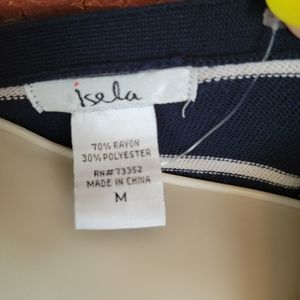 isela
70% RAYON
30% POLYESTER
RN# 73352
MADE IN CHINA
M